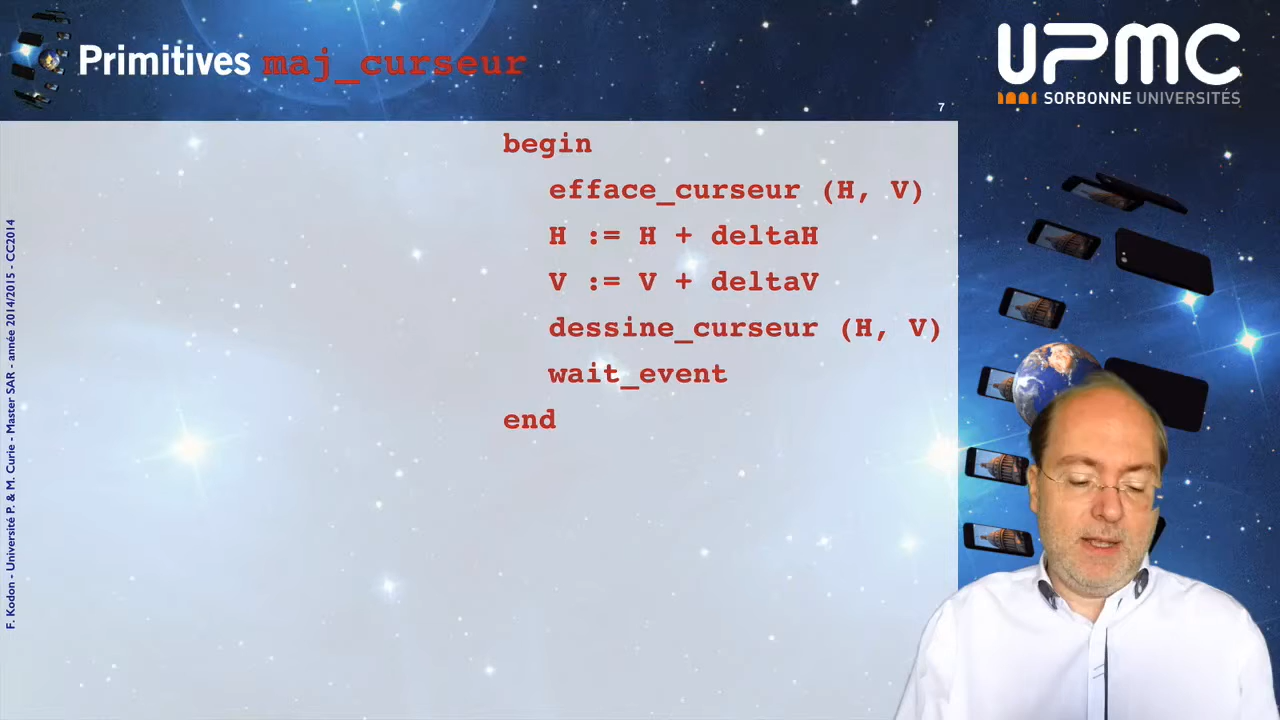 Primitives maj_curseur
UPMC
SORBONNE UNIVERSITÉS
7
begin
efface_curseur (H, V)
H := H + deltaH
V := V + deltaV
dessine_curseur (H, V)
wait_event
end
F. Kodon - Université P. & M. Curie - Master SAR - année 2014/2015 - CC2014